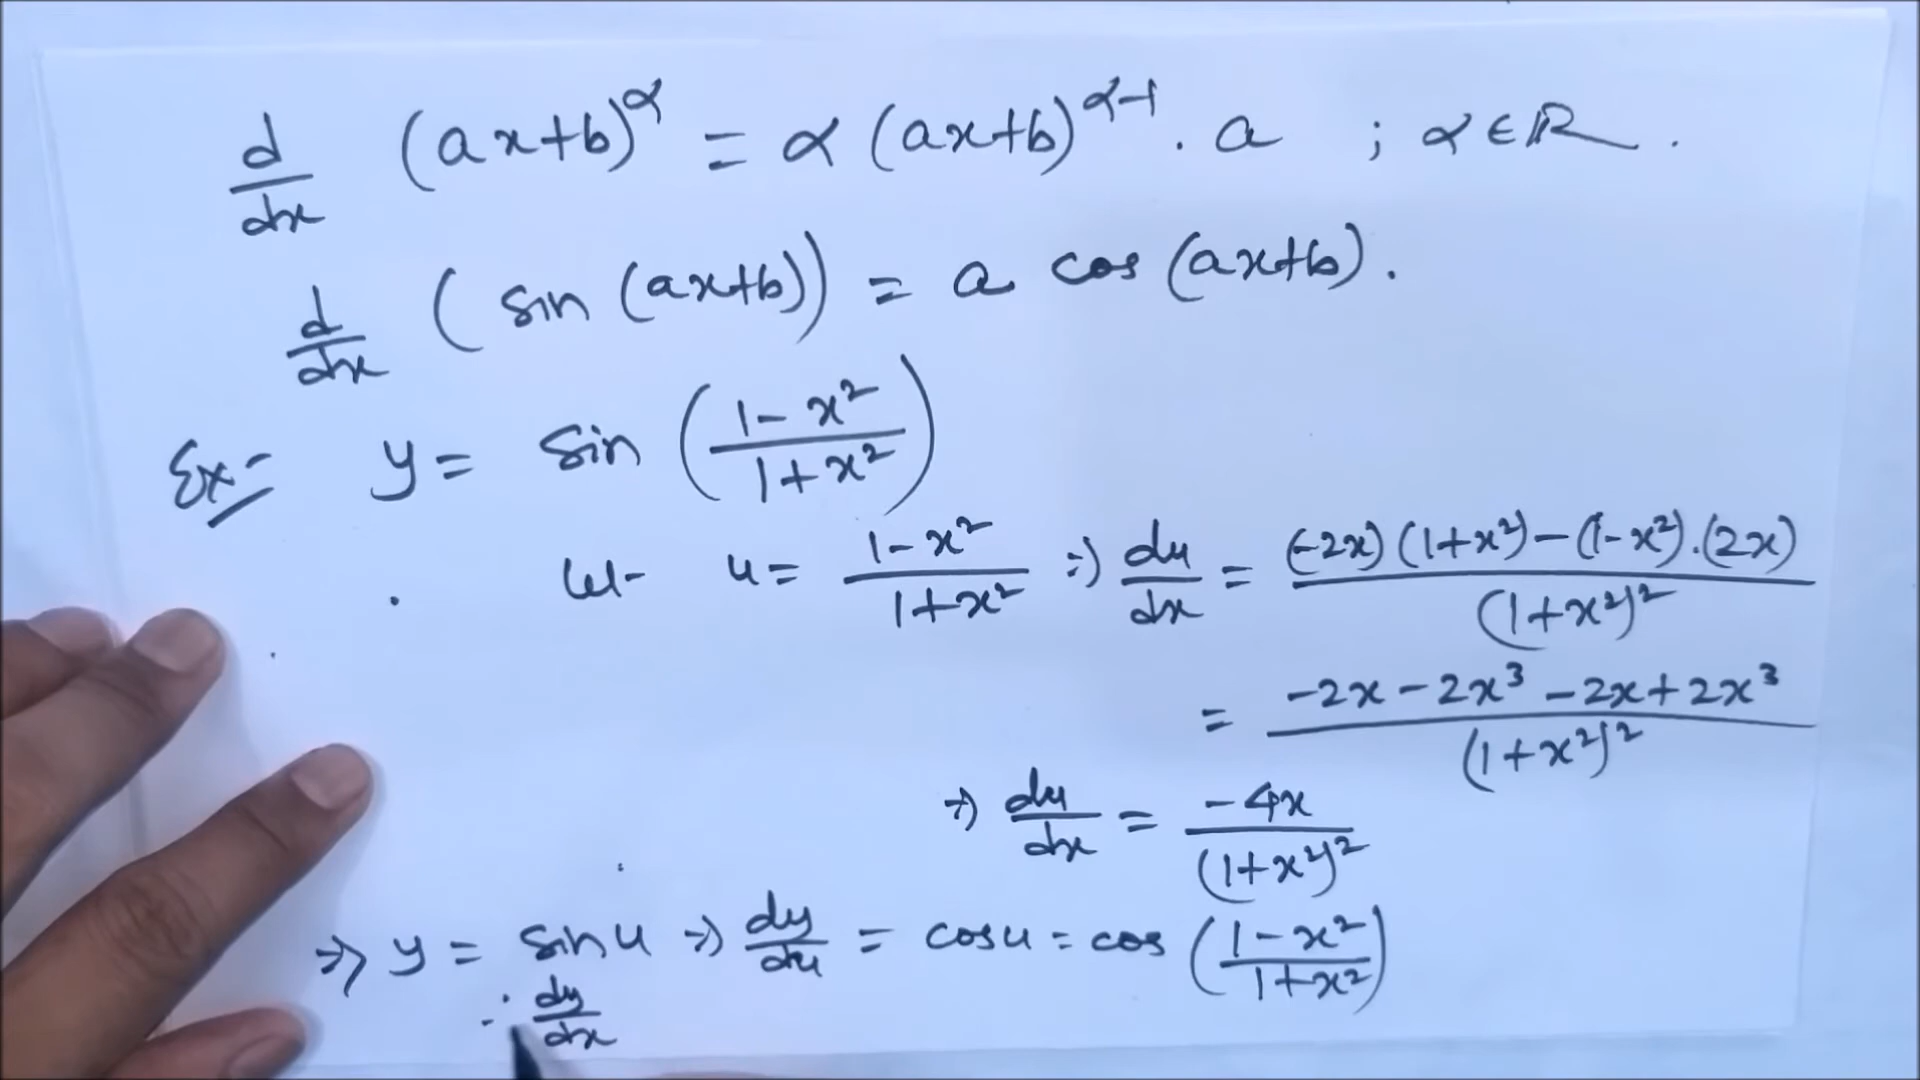 d/dx (ax+b)^α = α (ax+b)^(α-1) . a ; α ∈ R .
d/dx ( sin (ax+b)) = a cos (ax+b) .
Ex- y = sin ( (1-x²)/(1+x²) )
let u = (1-x²)/(1+x²) ⇒ du/dx = ((-2x) (1+x²) - (1-x²).(2x))/(1+x²)²
= (-2x - 2x³ - 2x + 2x³)/(1+x²)²
⇒ du/dx = -4x/(1+x²)²
⇒ y = sin u ⇒ dy/du = cos u = cos ( (1-x²)/(1+x²) )
∴ dy/dx